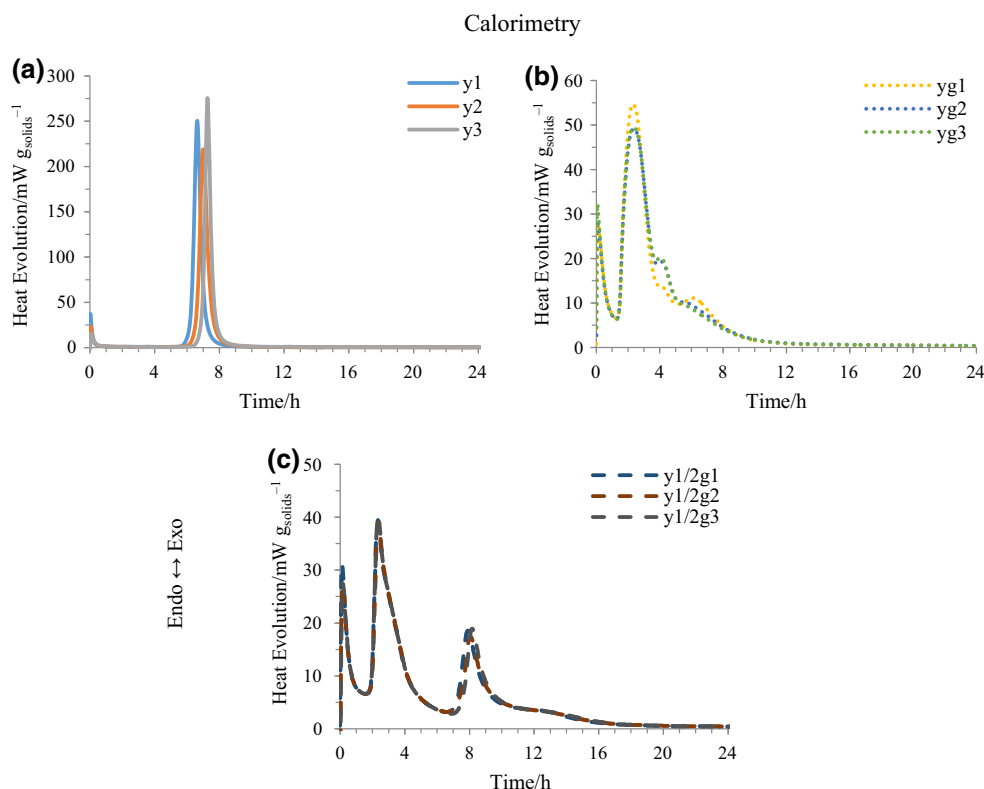 Calorimetry
(a)
Heat Evolution/mW g_solids^−1
300
250
200
150
100
50
0
0 4 8 12 16 20 24
Time/h
y1
y2
y3
(b)
Heat Evolution/mW g_solids^−1
60
50
40
30
20
10
0
0 4 8 12 16 20 24
Time/h
yg1
yg2
yg3
Endo ↔ Exo
(c)
Heat Evolution/mW g_solids^−1
50
40
30
20
10
0
0 4 8 12 16 20 24
Time/h
y1/2g1
y1/2g2
y1/2g3